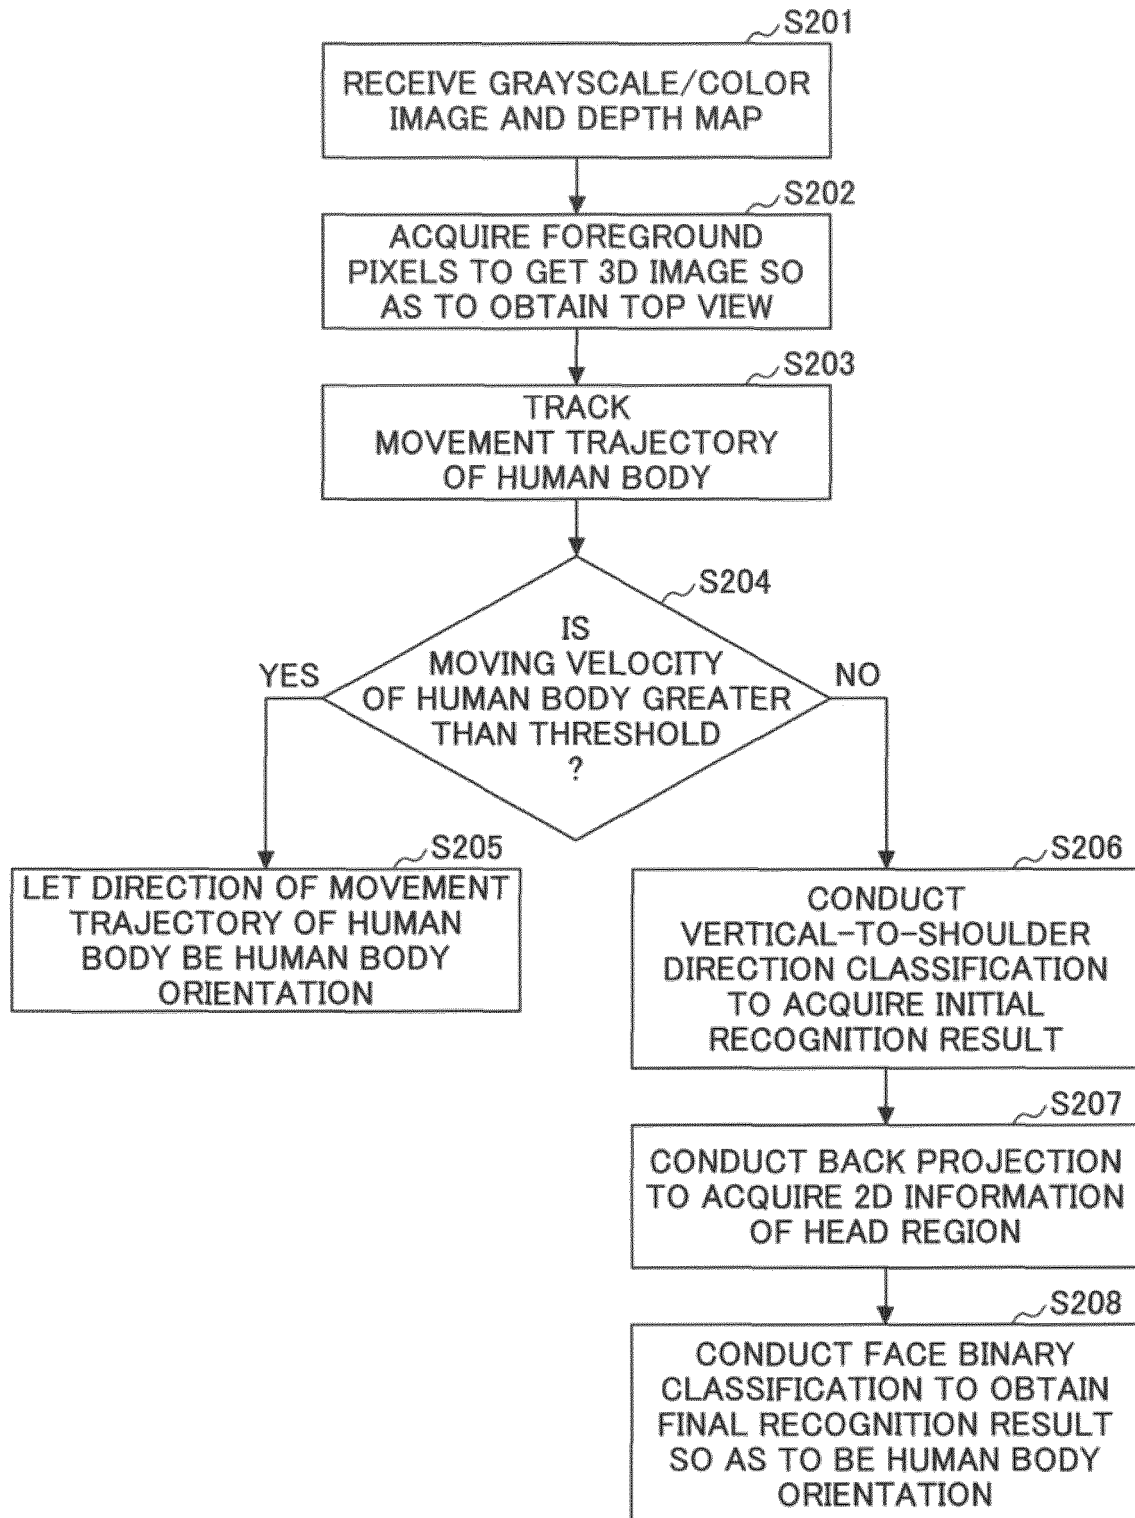 S201
RECEIVE GRAYSCALE/COLOR
IMAGE AND DEPTH MAP
S202
ACQUIRE FOREGROUND
PIXELS TO GET 3D IMAGE SO
AS TO OBTAIN TOP VIEW
S203
TRACK
MOVEMENT TRAJECTORY
OF HUMAN BODY
S204
IS
MOVING VELOCITY
OF HUMAN BODY GREATER
THAN THRESHOLD
?
YES
NO
S205
LET DIRECTION OF MOVEMENT
TRAJECTORY OF HUMAN
BODY BE HUMAN BODY
ORIENTATION
S206
CONDUCT
VERTICAL-TO-SHOULDER
DIRECTION CLASSIFICATION
TO ACQUIRE INITIAL
RECOGNITION RESULT
S207
CONDUCT BACK PROJECTION
TO ACQUIRE 2D INFORMATION
OF HEAD REGION
S208
CONDUCT FACE BINARY
CLASSIFICATION TO OBTAIN
FINAL RECOGNITION RESULT
SO AS TO BE HUMAN BODY
ORIENTATION